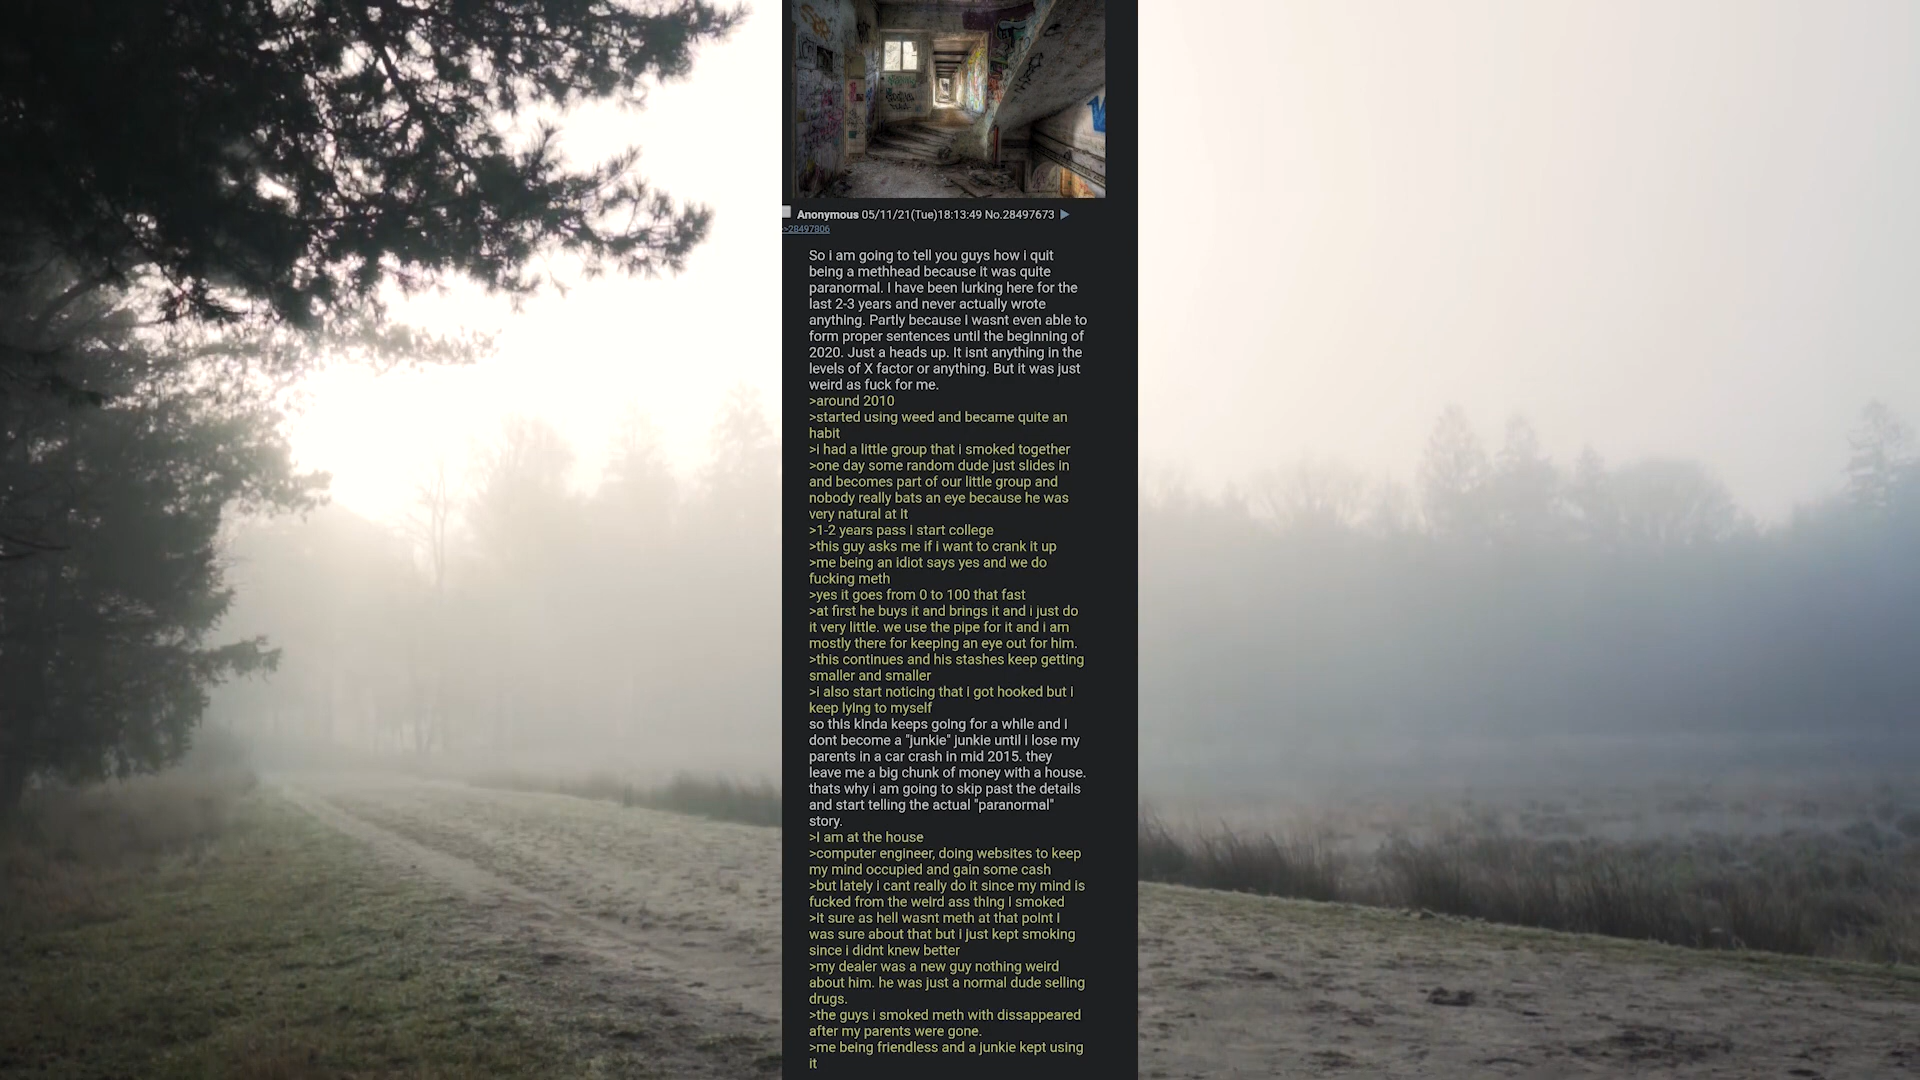 Anonymous 05/11/21(Tue)18:13:49 No.28497673 ▶
>28497806
So i am going to tell you guys how i quit
being a methhead because it was quite
paranormal. I have been lurking here for the
last 2-3 years and never actually wrote
anything. Partly because I wasnt even able to
form proper sentences until the beginning of
2020. Just a heads up. It isnt anything in the
levels of X factor or anything. But it was just
weird as fuck for me.
>around 2010
>started using weed and became quite an
habit
>i had a little group that i smoked together
>one day some random dude just slides in
and becomes part of our little group and
nobody really bats an eye because he was
very natural at it
>1-2 years pass i start college
>this guy asks me if i want to crank it up
>me being an idiot says yes and we do
fucking meth
>yes it goes from 0 to 100 that fast
>at first he buys it and brings it and i just do
it very little. we use the pipe for it and i am
mostly there for keeping an eye out for him.
>this continues and his stashes keep getting
smaller and smaller
>i also start noticing that i got hooked but i
keep lying to myself
so this kinda keeps going for a while and i
dont become a "junkie" junkie until i lose my
parents in a car crash in mid 2015. they
leave me a big chunk of money with a house.
thats why i am going to skip past the details
and start telling the actual "paranormal"
story.
>I am at the house
>computer engineer, doing websites to keep
my mind occupied and gain some cash
>but lately i cant really do it since my mind is
fucked from the weird ass thing i smoked
>It sure as hell wasnt meth at that point I
was sure about that but i just kept smoking
since i didnt knew better
>my dealer was a new guy nothing weird
about him. he was just a normal dude selling
drugs.
>the guys i smoked meth with dissappeared
after my parents were gone.
>me being friendless and a junkie kept using
it